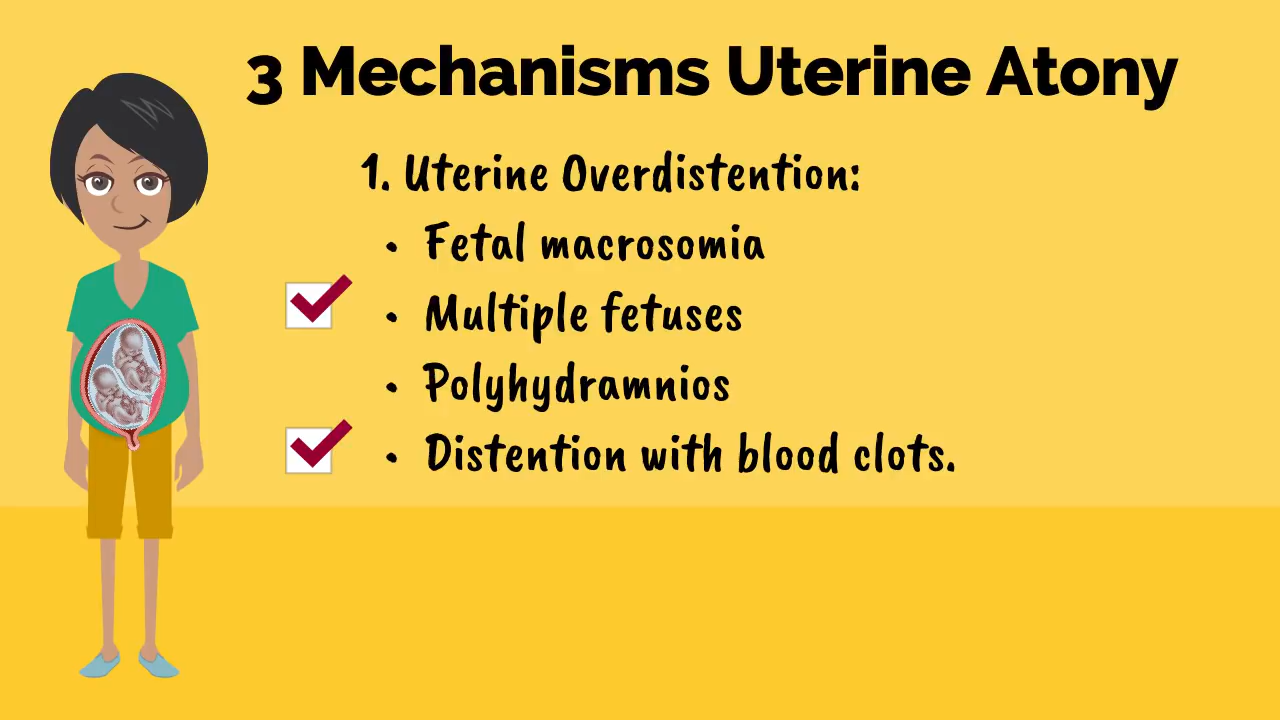 3 Mechanisms Uterine Atony
1. Uterine Overdistention:
• Fetal macrosomia
• Multiple fetuses
• Polyhydramnios
• Distention with blood clots.